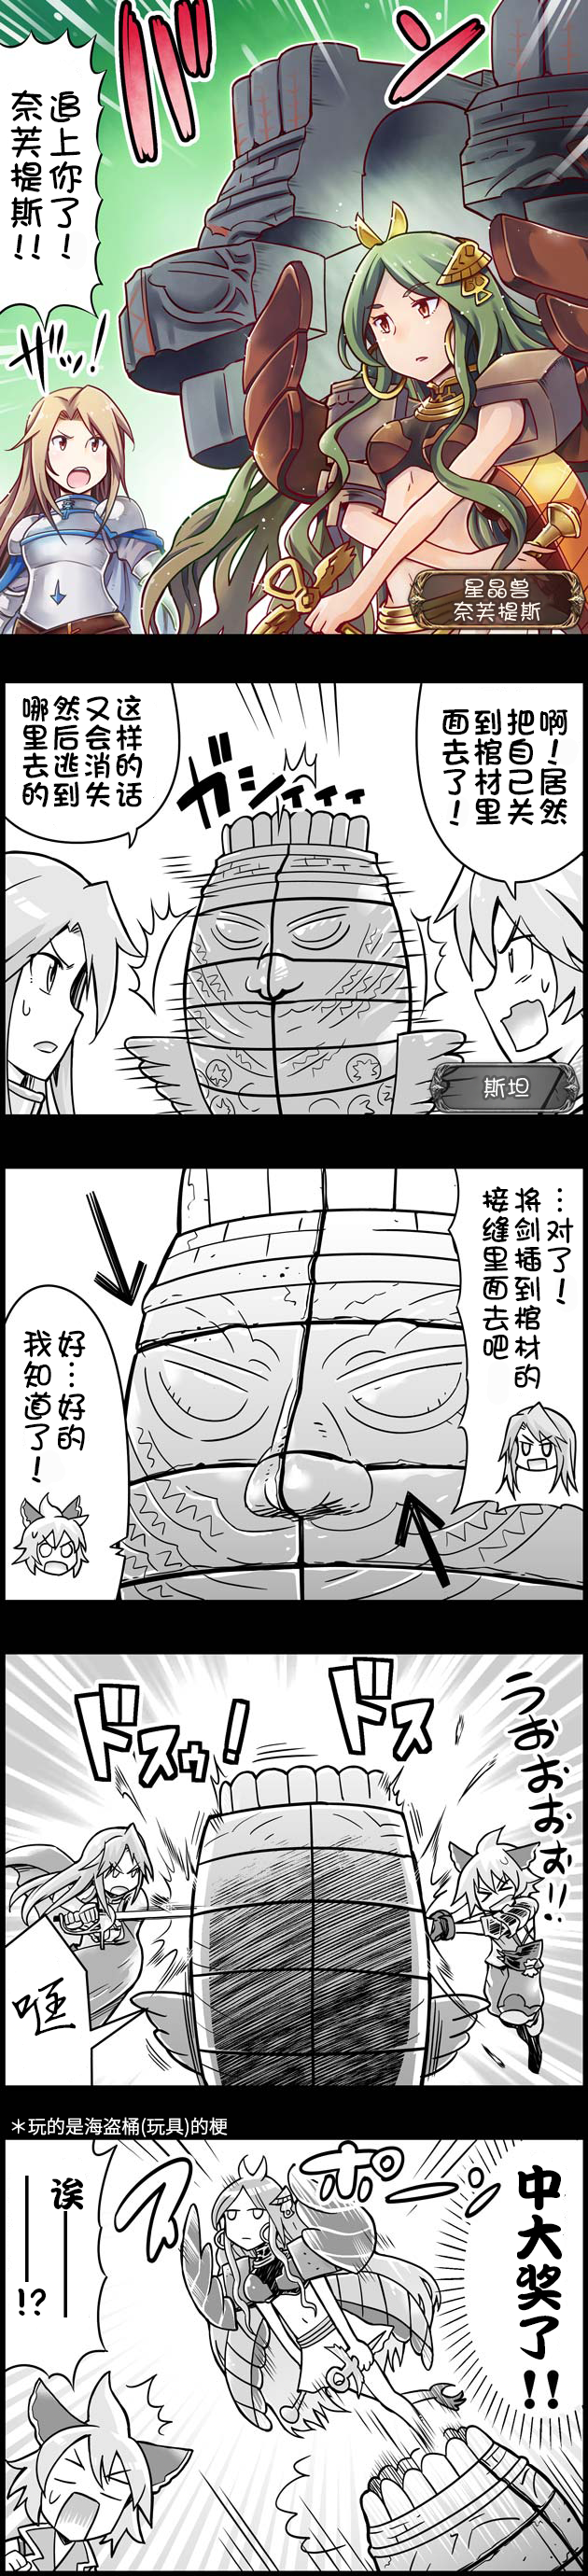 ドン
追上你了！
奈芙提斯！！
ザッ！
星晶兽
奈芙提斯
啊！居然
把自己关
到棺材里
面去了！
ガシィィィ
这样的话
又会消失
然后逃到
哪里去的
斯坦
…对了！
将剑插到棺材的
接缝里面去吧
好…好的
我知道了！
うおおおおお!!
ドス
ドスゥ！
哐
＊玩的是海盗桶(玩具)的梗
中大奖了!!
ポーン
诶——
——!?